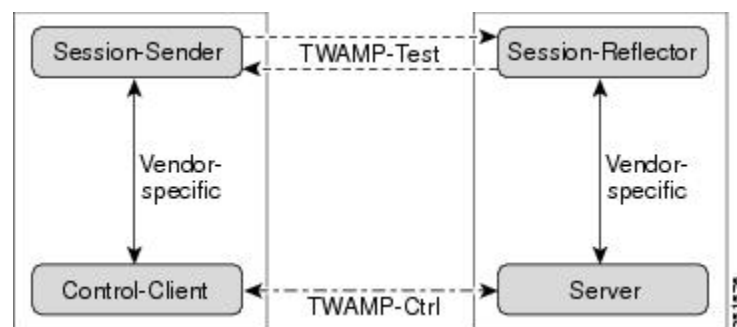 Session-Sender
TWAMP-Test
Session-Reflector
Vendor-
specific
Vendor-
specific
Control-Client
TWAMP-Ctrl
Server